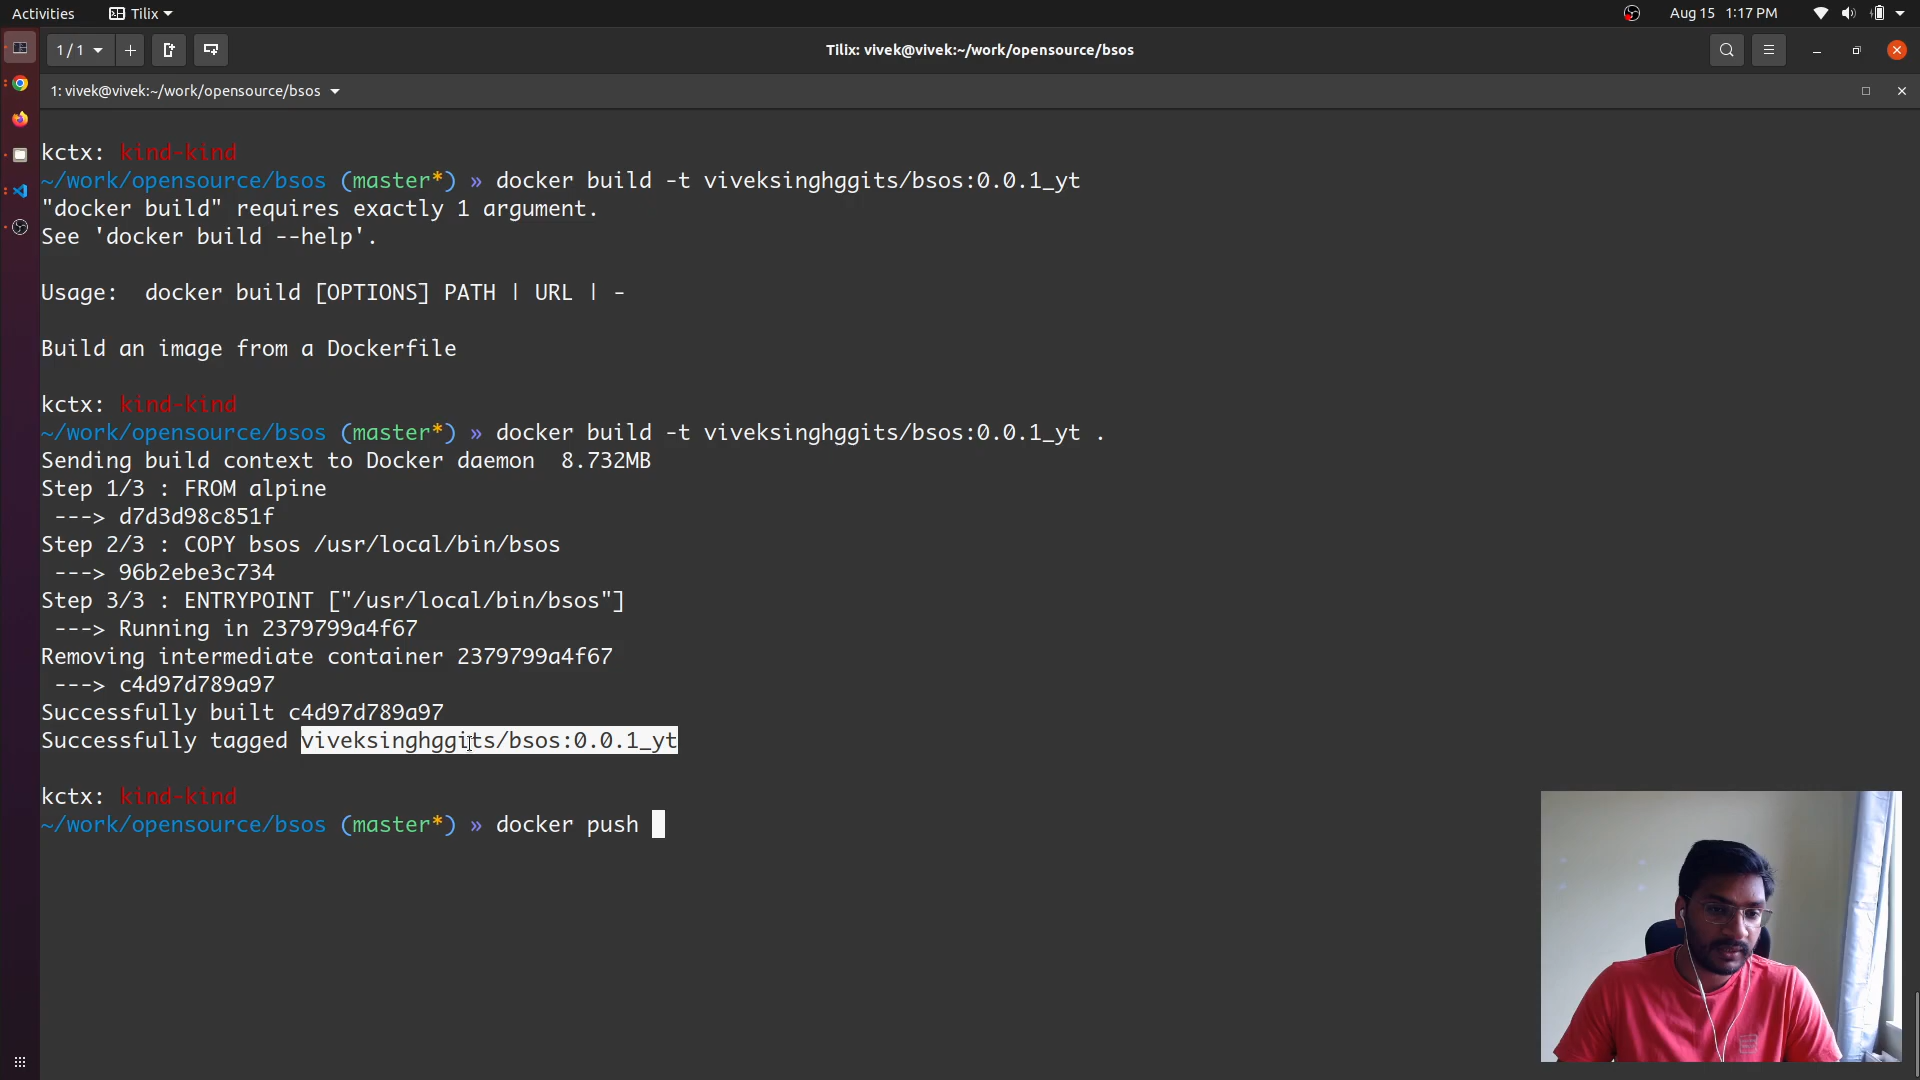 Activities
Tilix
Aug 15 1:17 PM
1 / 1
Tilix: vivek@vivek:~/work/opensource/bsos
1: vivek@vivek:~/work/opensource/bsos
kctx: kind-kind
~/work/opensource/bsos (master*) » docker build -t viveksinghggits/bsos:0.0.1_yt
"docker build" requires exactly 1 argument.
See 'docker build --help'.
Usage:  docker build [OPTIONS] PATH | URL | -
Build an image from a Dockerfile
kctx: kind-kind
~/work/opensource/bsos (master*) » docker build -t viveksinghggits/bsos:0.0.1_yt .
Sending build context to Docker daemon  8.732MB
Step 1/3 : FROM alpine
 ---> d7d3d98c851f
Step 2/3 : COPY bsos /usr/local/bin/bsos
 ---> 96b2ebe3c734
Step 3/3 : ENTRYPOINT ["/usr/local/bin/bsos"]
 ---> Running in 2379799a4f67
Removing intermediate container 2379799a4f67
 ---> c4d97d789a97
Successfully built c4d97d789a97
Successfully tagged viveksinghggits/bsos:0.0.1_yt
kctx: kind-kind
~/work/opensource/bsos (master*) » docker push